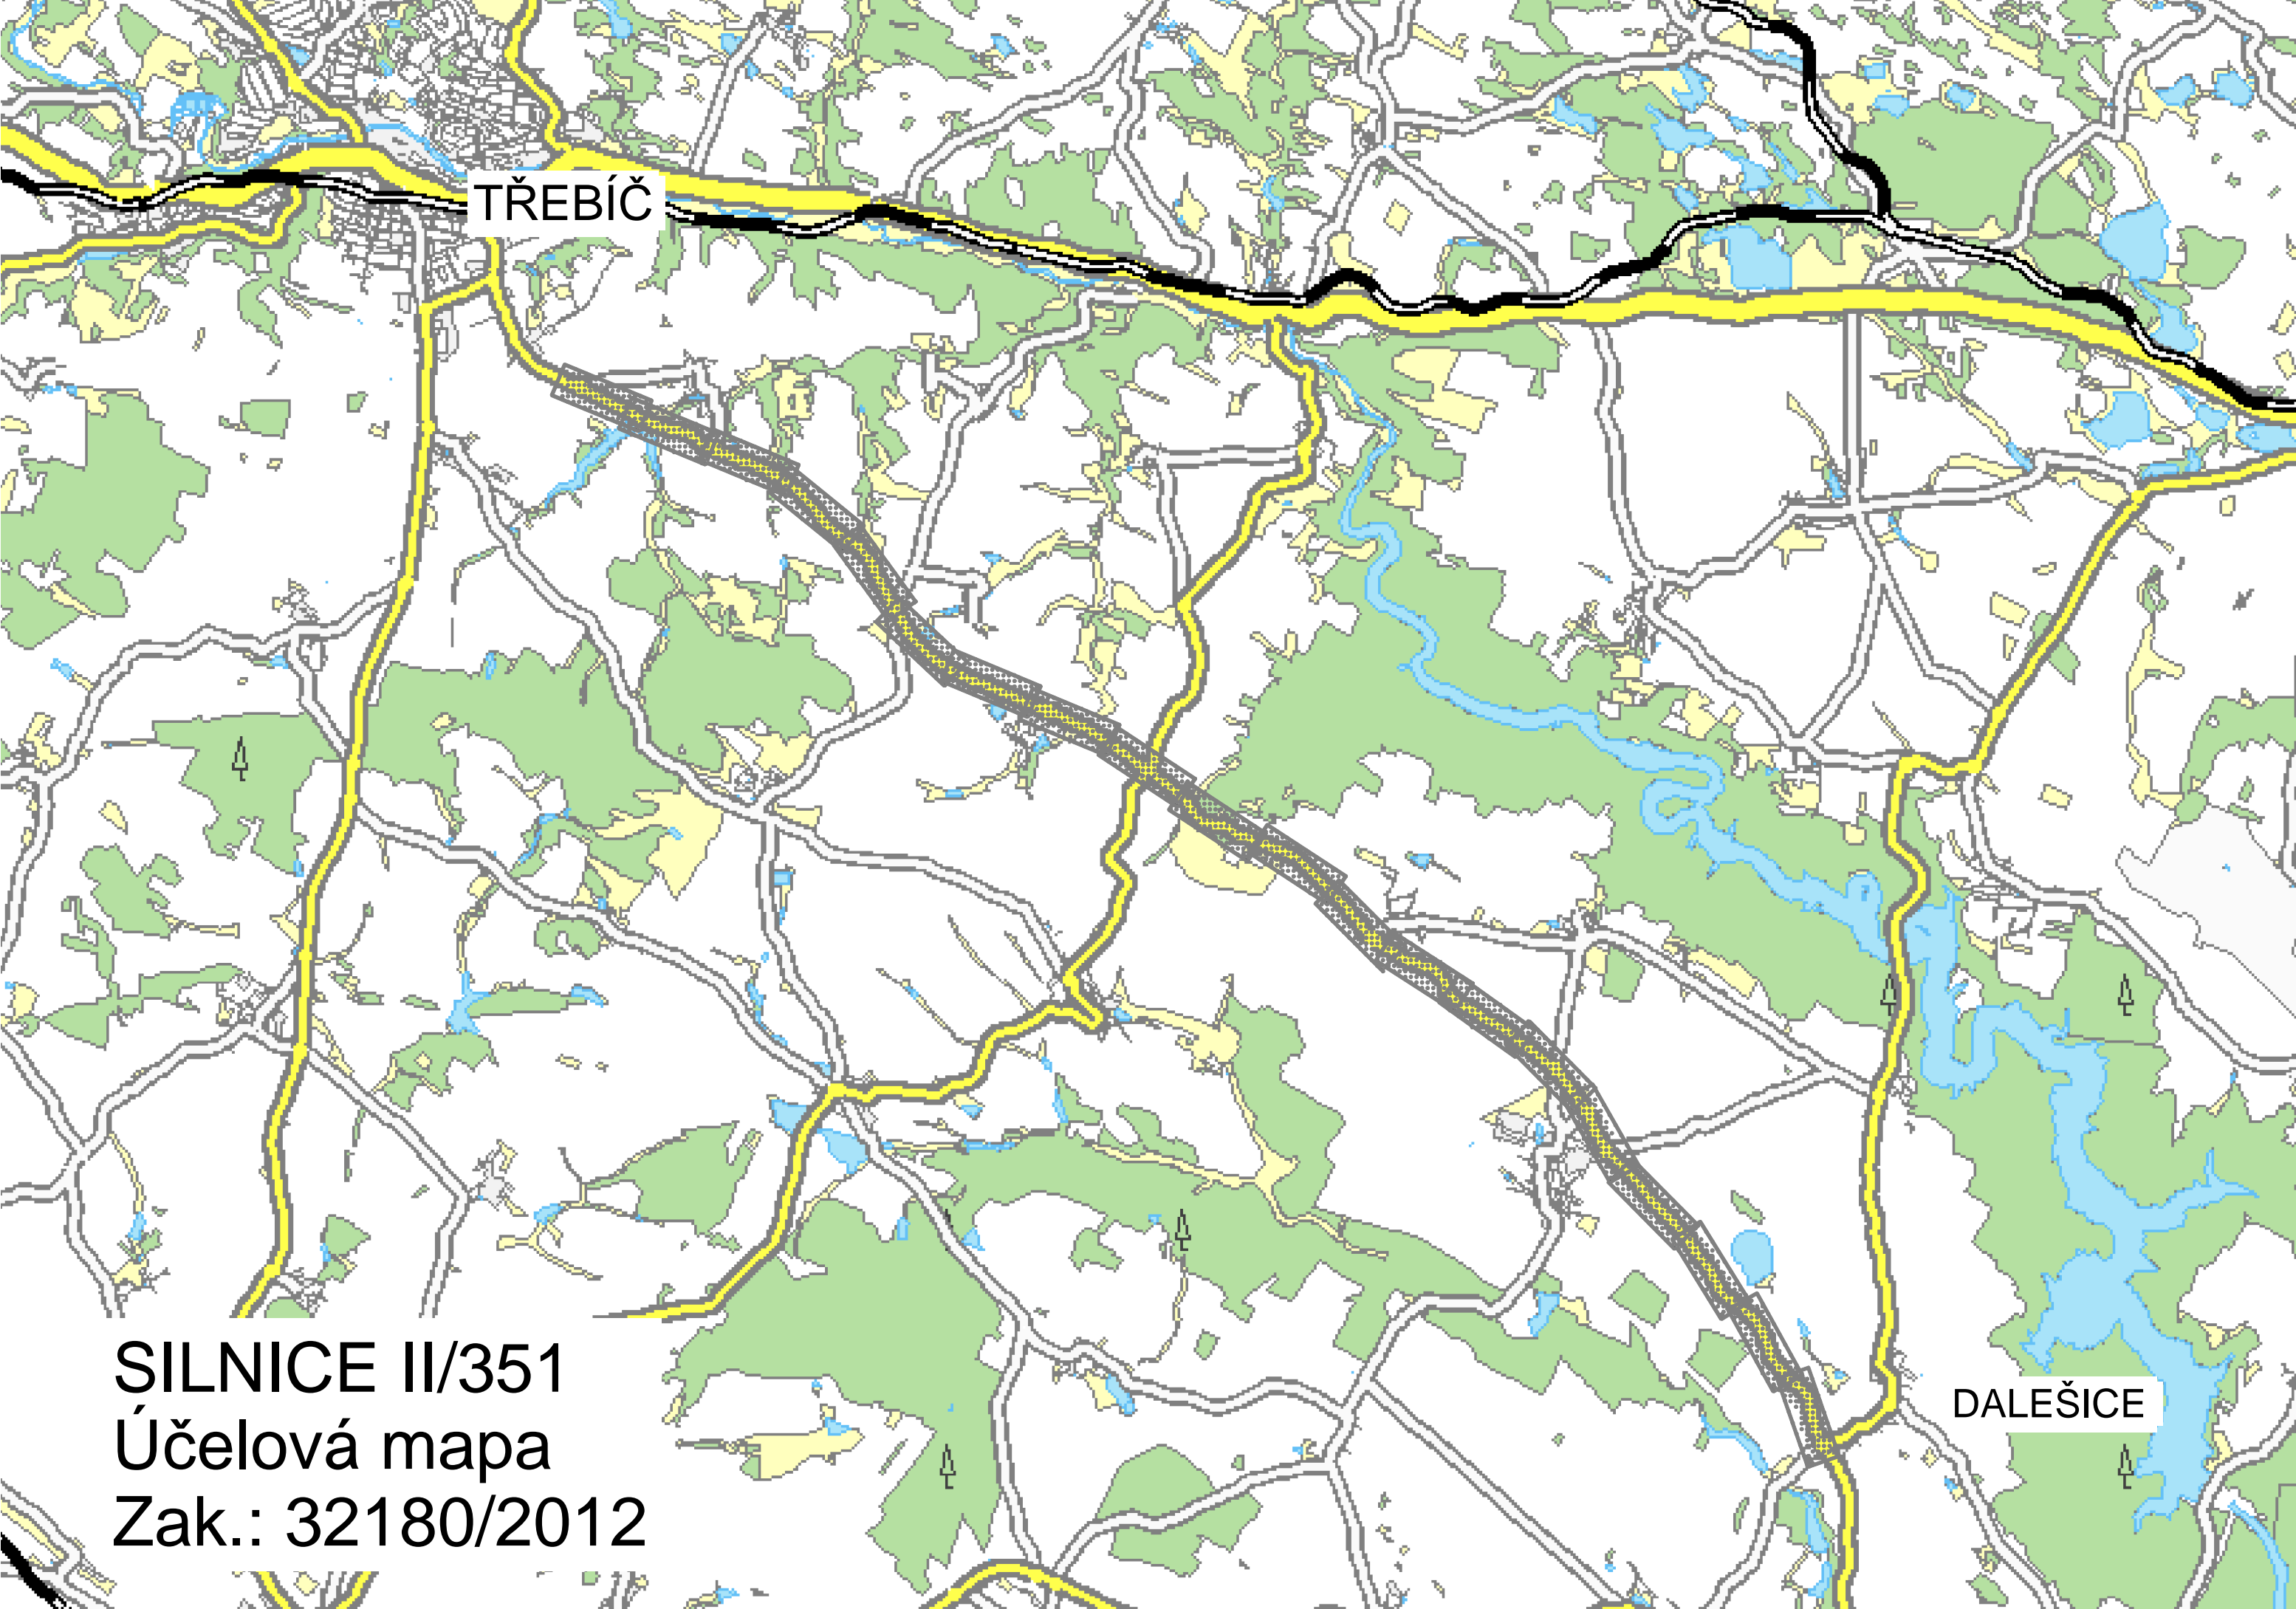 TŘEBÍČ
DALEŠICE
SILNICE II/351
Účelová mapa
Zak.: 32180/2012